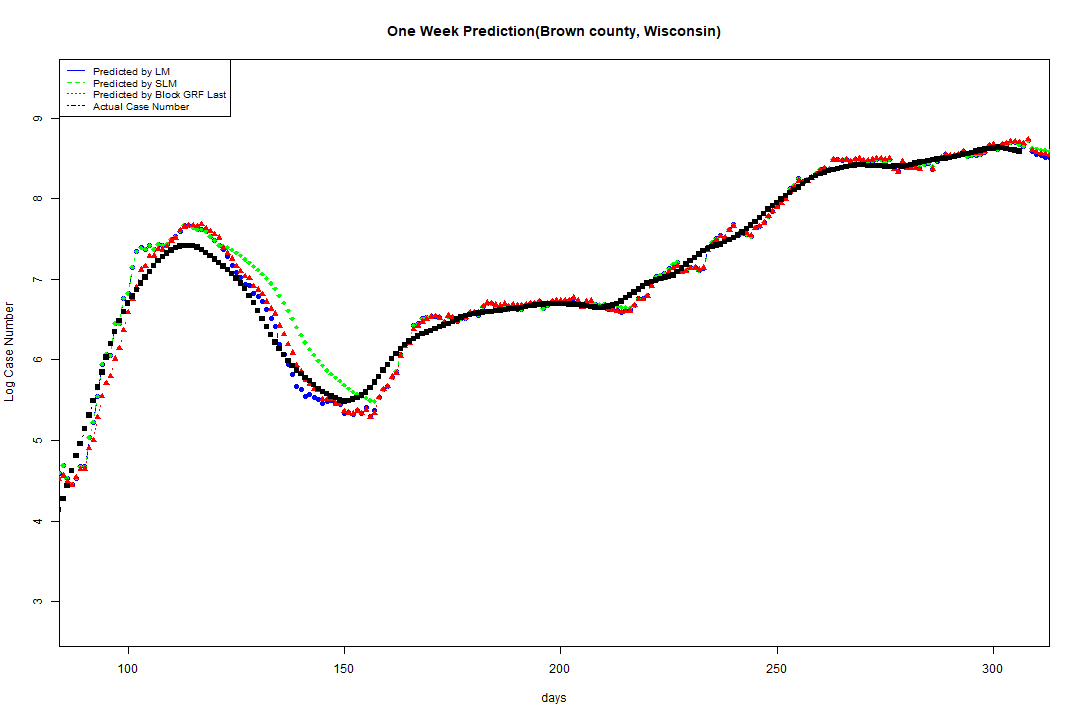 One Week Prediction(Brown county, Wisconsin)
Predicted by LM
Predicted by SLM
Predicted by Block GRF Last
Actual Case Number
Log Case Number
9
8
7
6
5
4
3
100 150 200 250 300
days